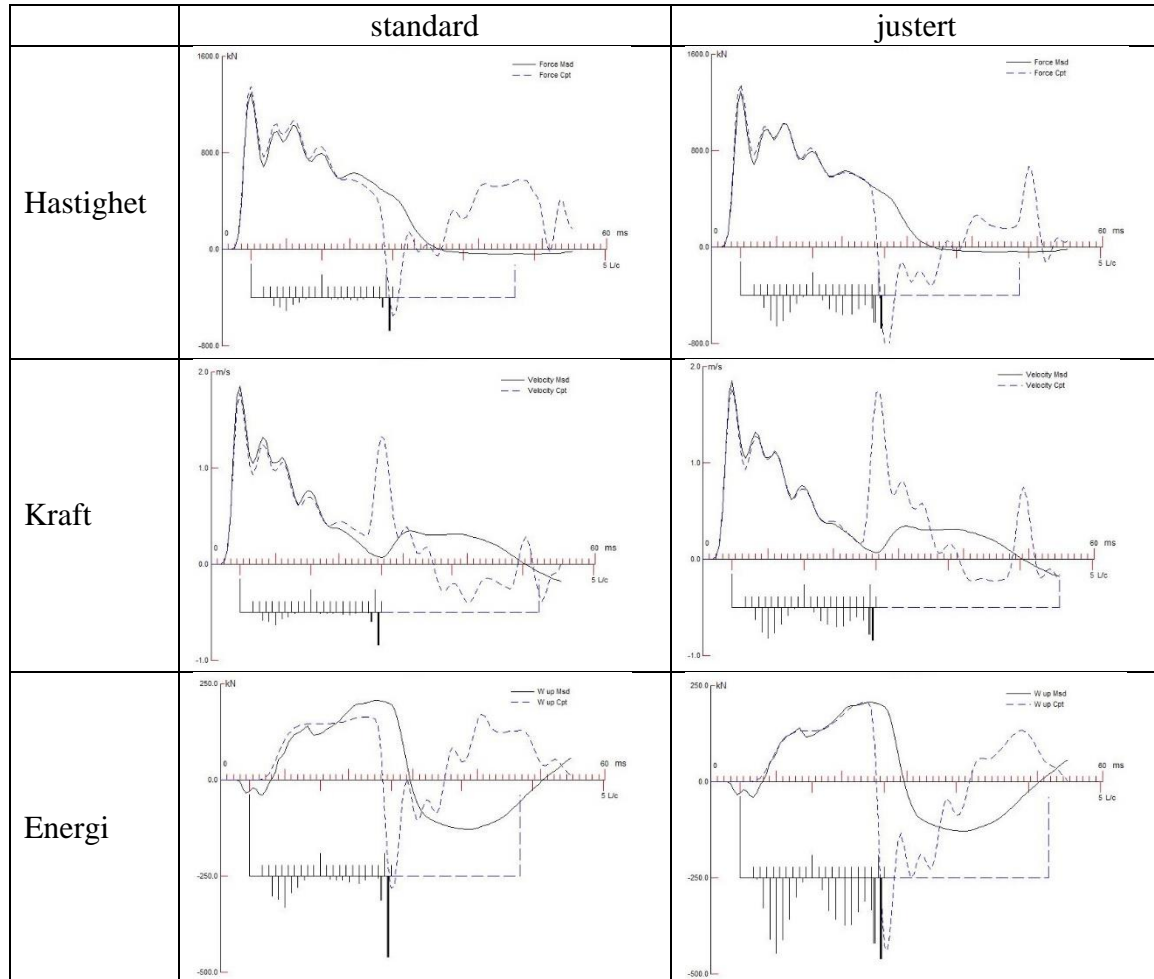 standard justert
Hastighet
1600.0 kN
Force Msd
Force Cpt
800.0
0
60 ms
0.0
5 L/c
-800.0
1600.0 kN
Force Msd
Force Cpt
800.0
0
60 ms
0.0
5 L/c
-800.0
Kraft
2.0 m/s
Velocity Msd
Velocity Cpt
1.0
0
60 ms
0.0
5 L/c
-1.0
2.0 m/s
Velocity Msd
Velocity Cpt
1.0
0
60 ms
0.0
5 L/c
-1.0
Energi
250.0 kN
W up Msd
W up Cpt
0
60 ms
0.0
5 L/c
-250.0
-500.0
250.0 kN
W up Msd
W up Cpt
0
60 ms
0.0
5 L/c
-250.0
-500.0